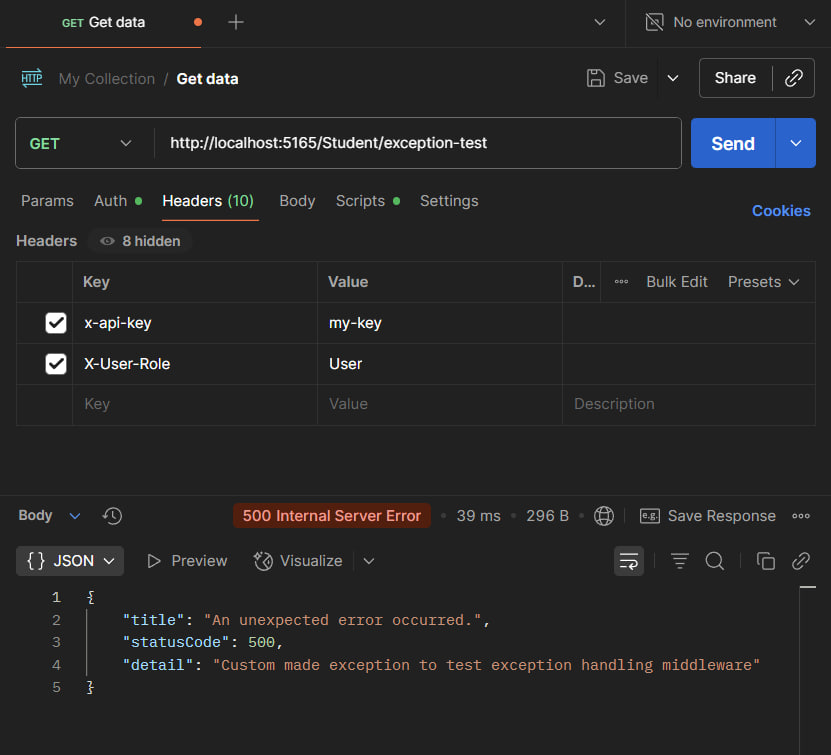 GET Get data
No environment
HTTP My Collection / Get data
Save
Share
GET
http://localhost:5165/Student/exception-test
Send
Params Auth Headers (10) Body Scripts Settings
Cookies
Headers 8 hidden
Key Value D... Bulk Edit Presets
x-api-key my-key
X-User-Role User
Key Value Description
Body 500 Internal Server Error 39 ms 296 B e.g. Save Response
{} JSON Preview Visualize
1 {
2 "title": "An unexpected error occurred.",
3 "statusCode": 500,
4 "detail": "Custom made exception to test exception handling middleware"
5 }